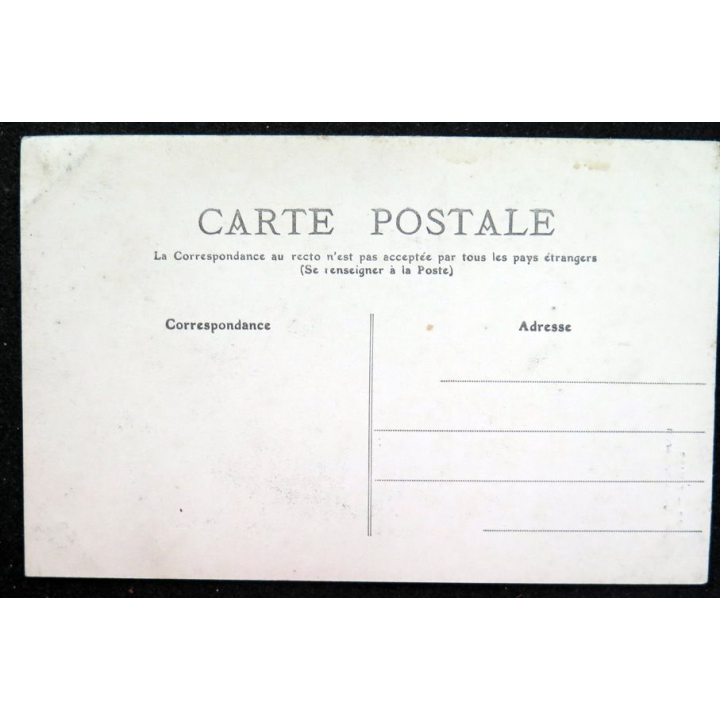 CARTE POSTALE
La Correspondance au recto n'est pas acceptée par tous les pays étrangers
(Se renseigner à la Poste)
Correspondance
Adresse